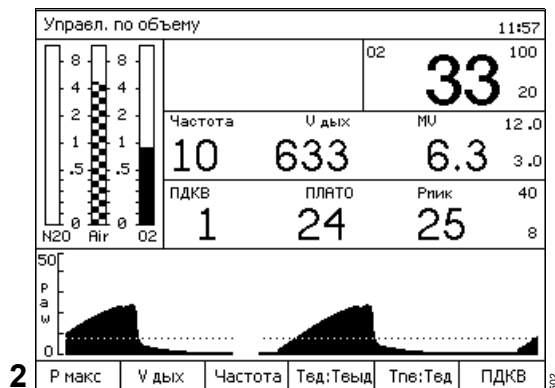 Управл. по объему 11:57
8 8 O2 33 100
4 4 20
2 2 Частота V дых MV 12.0
1 1 10 633 6.3 3.0
.5 .5 ПДКВ ПЛАТО Pпик 40
0 0 1 24 25 8
N2O Air O2
50
P
a
w
0
2 P макс V дых Частота Tвд:Tвыд Tпв:Tвд ПДКВ